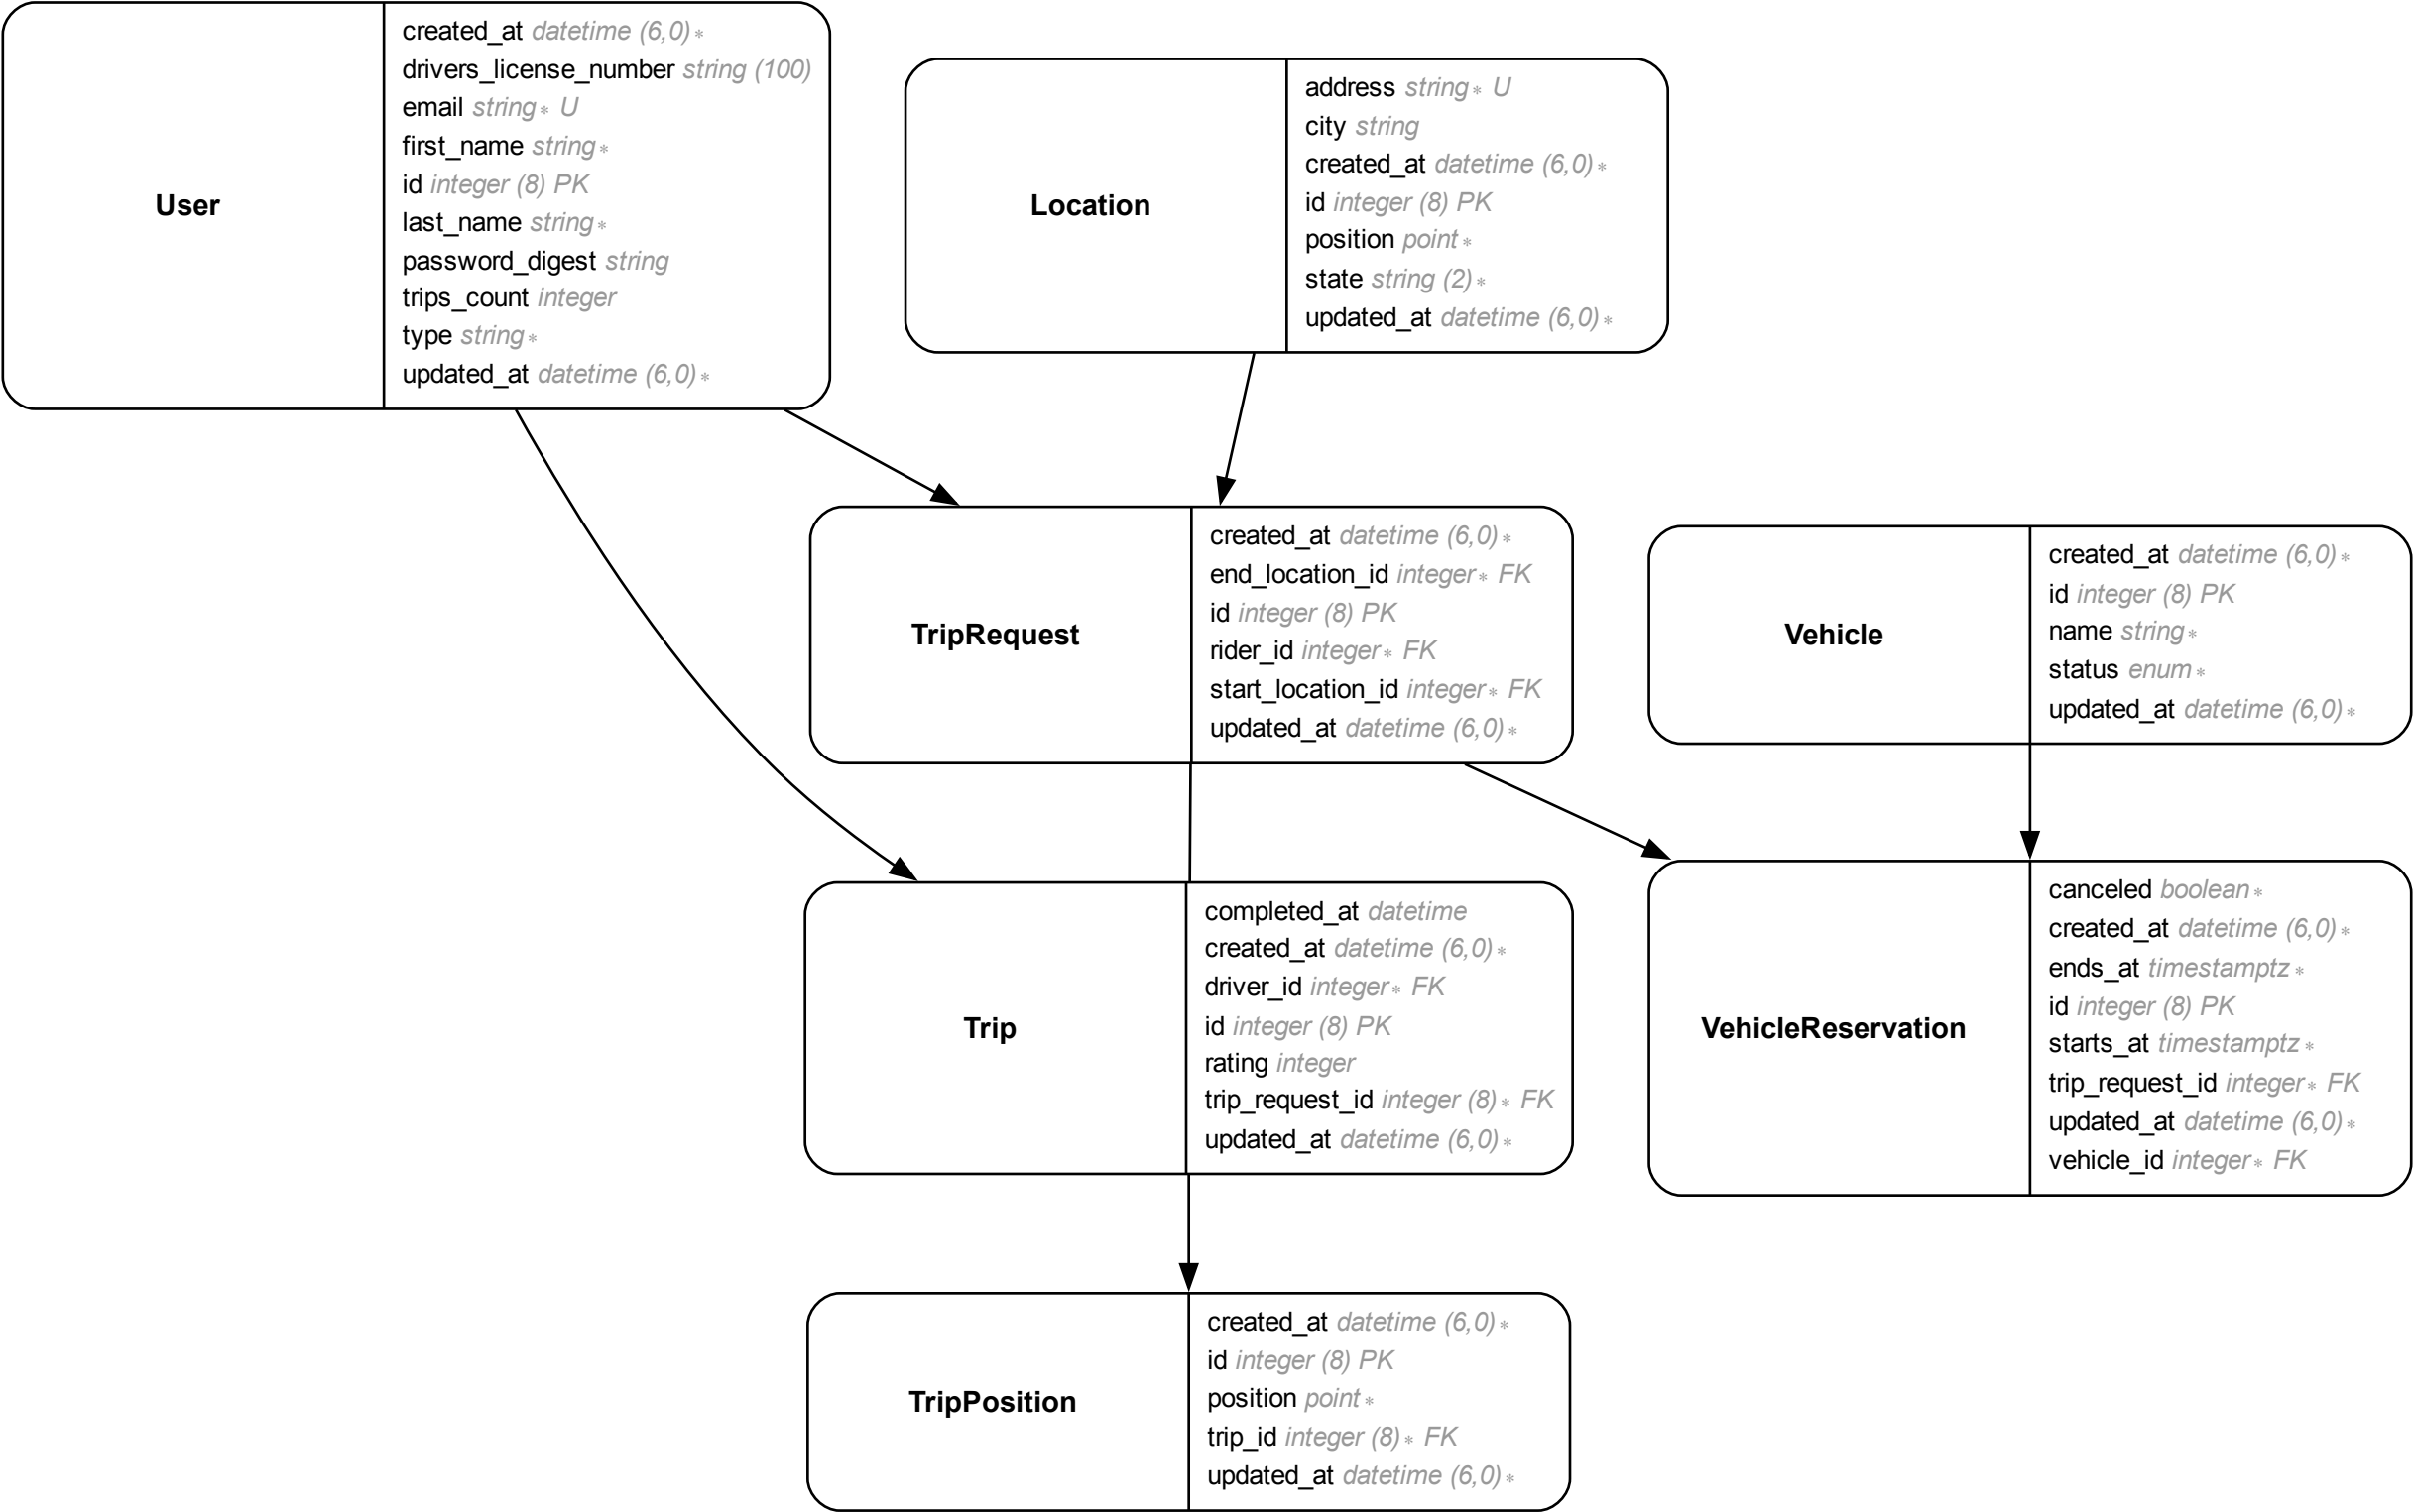 User
created_at datetime (6,0) *
drivers_license_number string (100)
email string * U
first_name string *
id integer (8) PK
last_name string *
password_digest string
trips_count integer
type string *
updated_at datetime (6,0) *
Location
address string * U
city string
created_at datetime (6,0) *
id integer (8) PK
position point *
state string (2) *
updated_at datetime (6,0) *
TripRequest
created_at datetime (6,0) *
end_location_id integer * FK
id integer (8) PK
rider_id integer * FK
start_location_id integer * FK
updated_at datetime (6,0) *
Vehicle
created_at datetime (6,0) *
id integer (8) PK
name string *
status enum *
updated_at datetime (6,0) *
Trip
completed_at datetime
created_at datetime (6,0) *
driver_id integer * FK
id integer (8) PK
rating integer
trip_request_id integer (8) * FK
updated_at datetime (6,0) *
VehicleReservation
canceled boolean *
created_at datetime (6,0) *
ends_at timestamptz *
id integer (8) PK
starts_at timestamptz *
trip_request_id integer * FK
updated_at datetime (6,0) *
vehicle_id integer * FK
TripPosition
created_at datetime (6,0) *
id integer (8) PK
position point *
trip_id integer (8) * FK
updated_at datetime (6,0) *